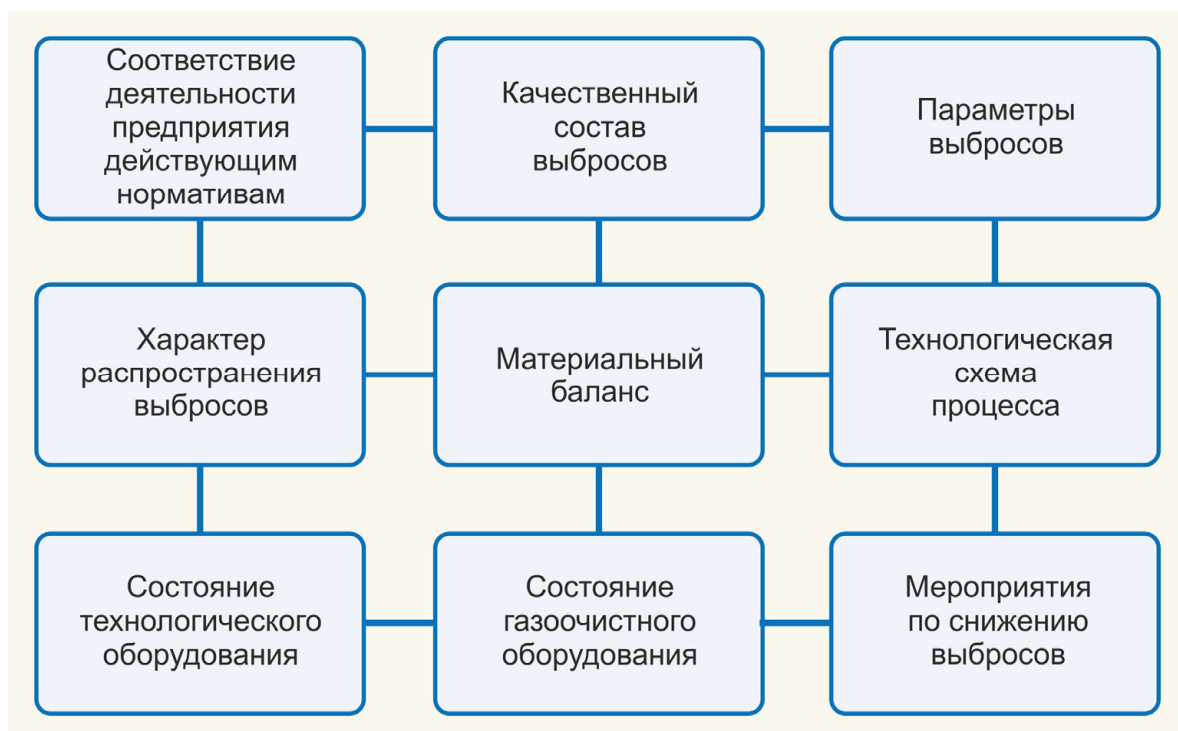 Соответствие
деятельности
предприятия
действующим
нормативам
Качественный
состав
выбросов
Параметры
выбросов
Характер
распространения
выбросов
Материальный
баланс
Технологическая
схема
процесса
Состояние
технологического
оборудования
Состояние
газоочистного
оборудования
Мероприятия
по снижению
выбросов